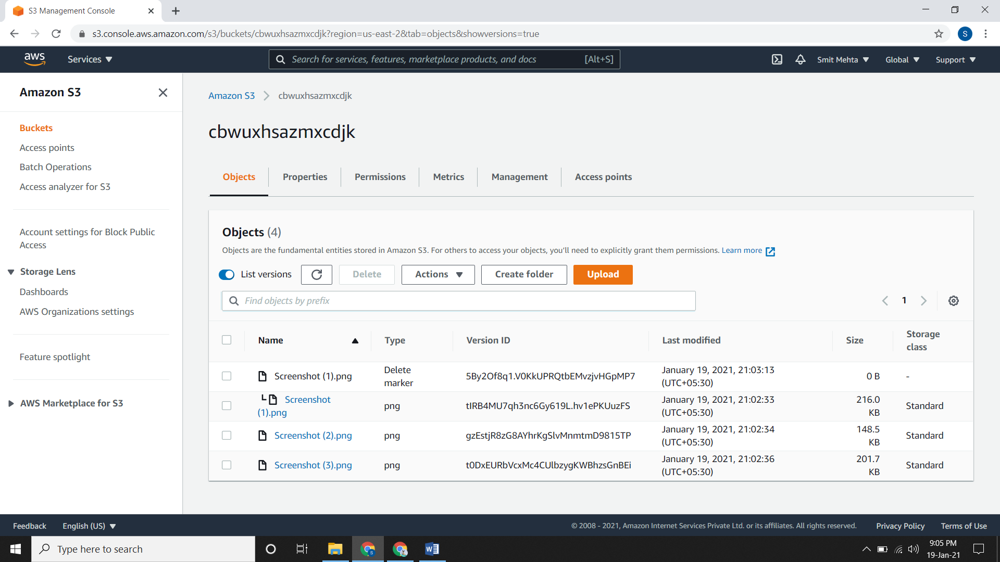 S3 Management Console
s3.console.aws.amazon.com/s3/buckets/cbwuxhsazmxcdjk?region=us-east-2&tab=objects&showversions=true
S
aws
Services
Search for services, features, marketplace products, and docs [Alt+S]
Smit Mehta
Global
Support
Amazon S3
Buckets
Access points
Batch Operations
Access analyzer for S3
Account settings for Block Public
Access
Storage Lens
Dashboards
AWS Organizations settings
Feature spotlight
AWS Marketplace for S3
Amazon S3 > cbwuxhsazmxcdjk
cbwuxhsazmxcdjk
Objects Properties Permissions Metrics Management Access points
Objects (4)
Objects are the fundamental entities stored in Amazon S3. For others to access your objects, you'll need to explicitly grant them permissions. Learn more
List versions Delete Actions Create folder Upload
Find objects by prefix
1
Name Type Version ID Last modified Size Storage class
Screenshot (1).png Delete marker 5By2Of8q1.V0KkUPRQtbEMvzjvHGpMP7 January 19, 2021, 21:03:13 (UTC+05:30) 0 B -
Screenshot (1).png png tIRB4MU7qh3nc6Gy619L.hv1ePKUuzFS January 19, 2021, 21:02:33 (UTC+05:30) 216.0 KB Standard
Screenshot (2).png png gzEstjR8zG8AYhrKgSlvMnmtmD9815TP January 19, 2021, 21:02:34 (UTC+05:30) 148.5 KB Standard
Screenshot (3).png png t0DxEURbVcxMc4CUlbzygKWBhzsGnBEi January 19, 2021, 21:02:36 (UTC+05:30) 201.7 KB Standard
Feedback English (US)
© 2008 - 2021, Amazon Internet Services Private Ltd. or its affiliates. All rights reserved. Privacy Policy Terms of Use
Type here to search
9:05 PM
19-Jan-21